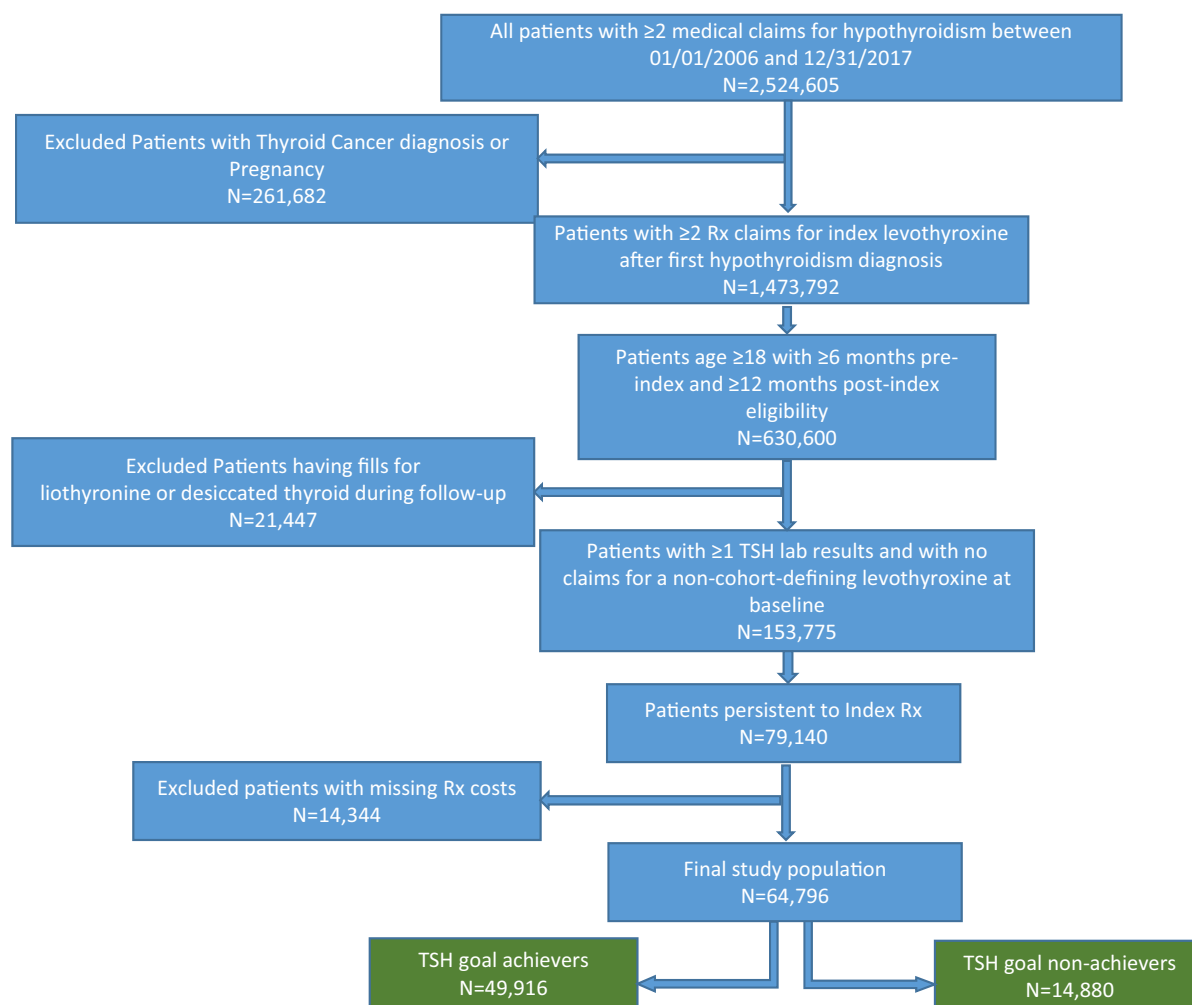 All patients with ≥2 medical claims for hypothyroidism between
01/01/2006 and 12/31/2017
N=2,524,605
Excluded Patients with Thyroid Cancer diagnosis or
Pregnancy
N=261,682
Patients with ≥2 Rx claims for index levothyroxine
after first hypothyroidism diagnosis
N=1,473,792
Patients age ≥18 with ≥6 months pre-
index and ≥12 months post-index
eligibility
N=630,600
Excluded Patients having fills for
liothyronine or desiccated thyroid during follow-up
N=21,447
Patients with ≥1 TSH lab results and with no
claims for a non-cohort-defining levothyroxine at
baseline
N=153,775
Patients persistent to Index Rx
N=79,140
Excluded patients with missing Rx costs
N=14,344
Final study population
N=64,796
TSH goal achievers
N=49,916
TSH goal non-achievers
N=14,880